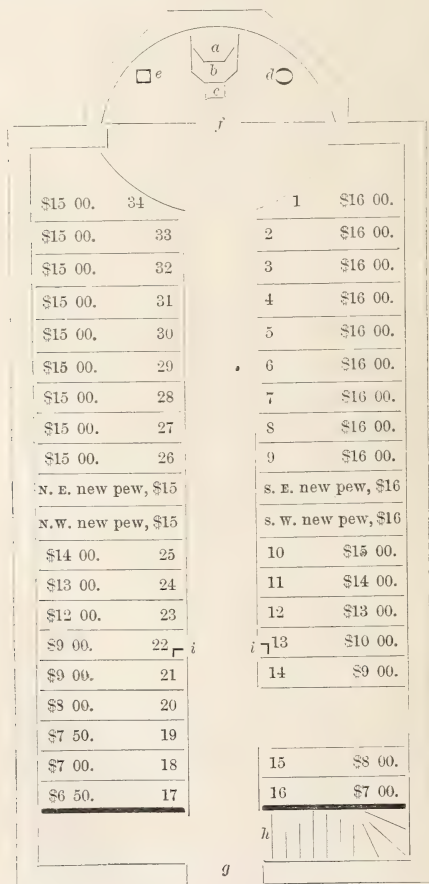 a
b
e
d
c
f
$15 00. 34
1 $16 00.
$15 00. 33
2 $16 00.
$15 00. 32
3 $16 00.
$15 00. 31
4 $16 00.
$15 00. 30
5 $16 00.
$15 00. 29
6 $16 00.
$15 00. 28
7 $16 00.
$15 00. 27
8 $16 00.
$15 00. 26
9 $16 00.
N. E. new pew, $15
S. E. new pew, $16
N.W. new pew, $15
S. W. new pew, $16
$14 00. 25
10 $15 00.
$13 00. 24
11 $14 00.
$12 00. 23
12 $13 00.
$9 00. 22 i
i 13 $10 00.
$9 00. 21
14 $9 00.
$8 00. 20
$7 50. 19
$7 00. 18
15 $8 00.
$6 50. 17
16 $7 00.
h
g